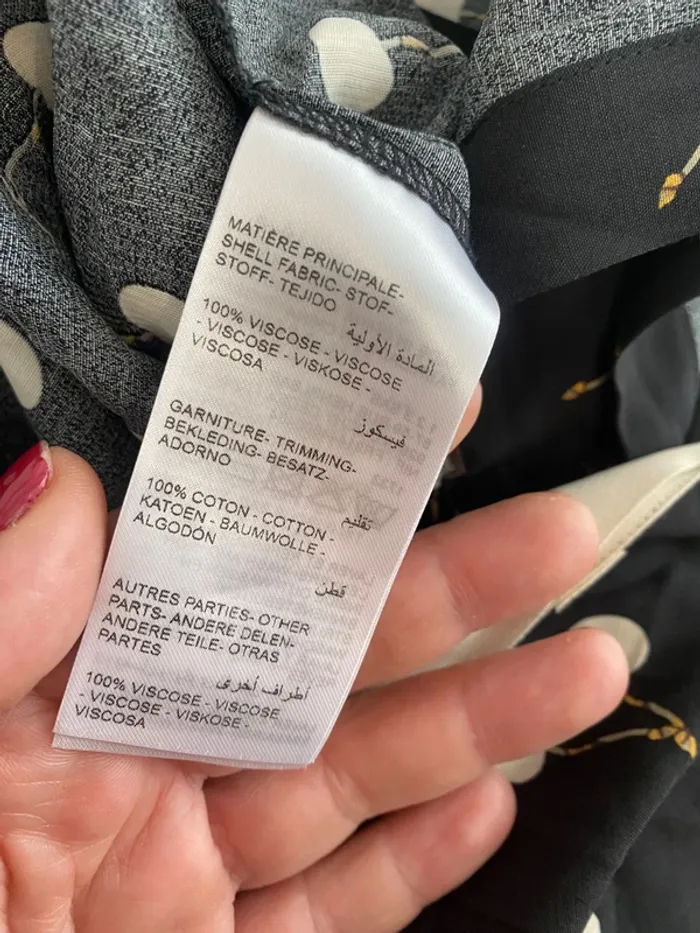 MATIÈRE PRINCIPALE-
SHELL FABRIC- STOF-
STOFF- TEJIDO
المادة الأولية
100% VISCOSE - VISCOSE
- VISCOSE - VISKOSE -
VISCOSA
فيسكوز
GARNITURE- TRIMMING-
BEKLEDING- BESATZ-
ADORNO
تقليم
100% COTON - COTTON -
KATOEN - BAUMWOLLE -
ALGODÓN
قطن
AUTRES PARTIES- OTHER
PARTS- ANDERE DELEN-
ANDERE TEILE- OTRAS
PARTES
أطراف أخرى
100% VISCOSE - VISCOSE
- VISCOSE - VISKOSE -
VISCOSA